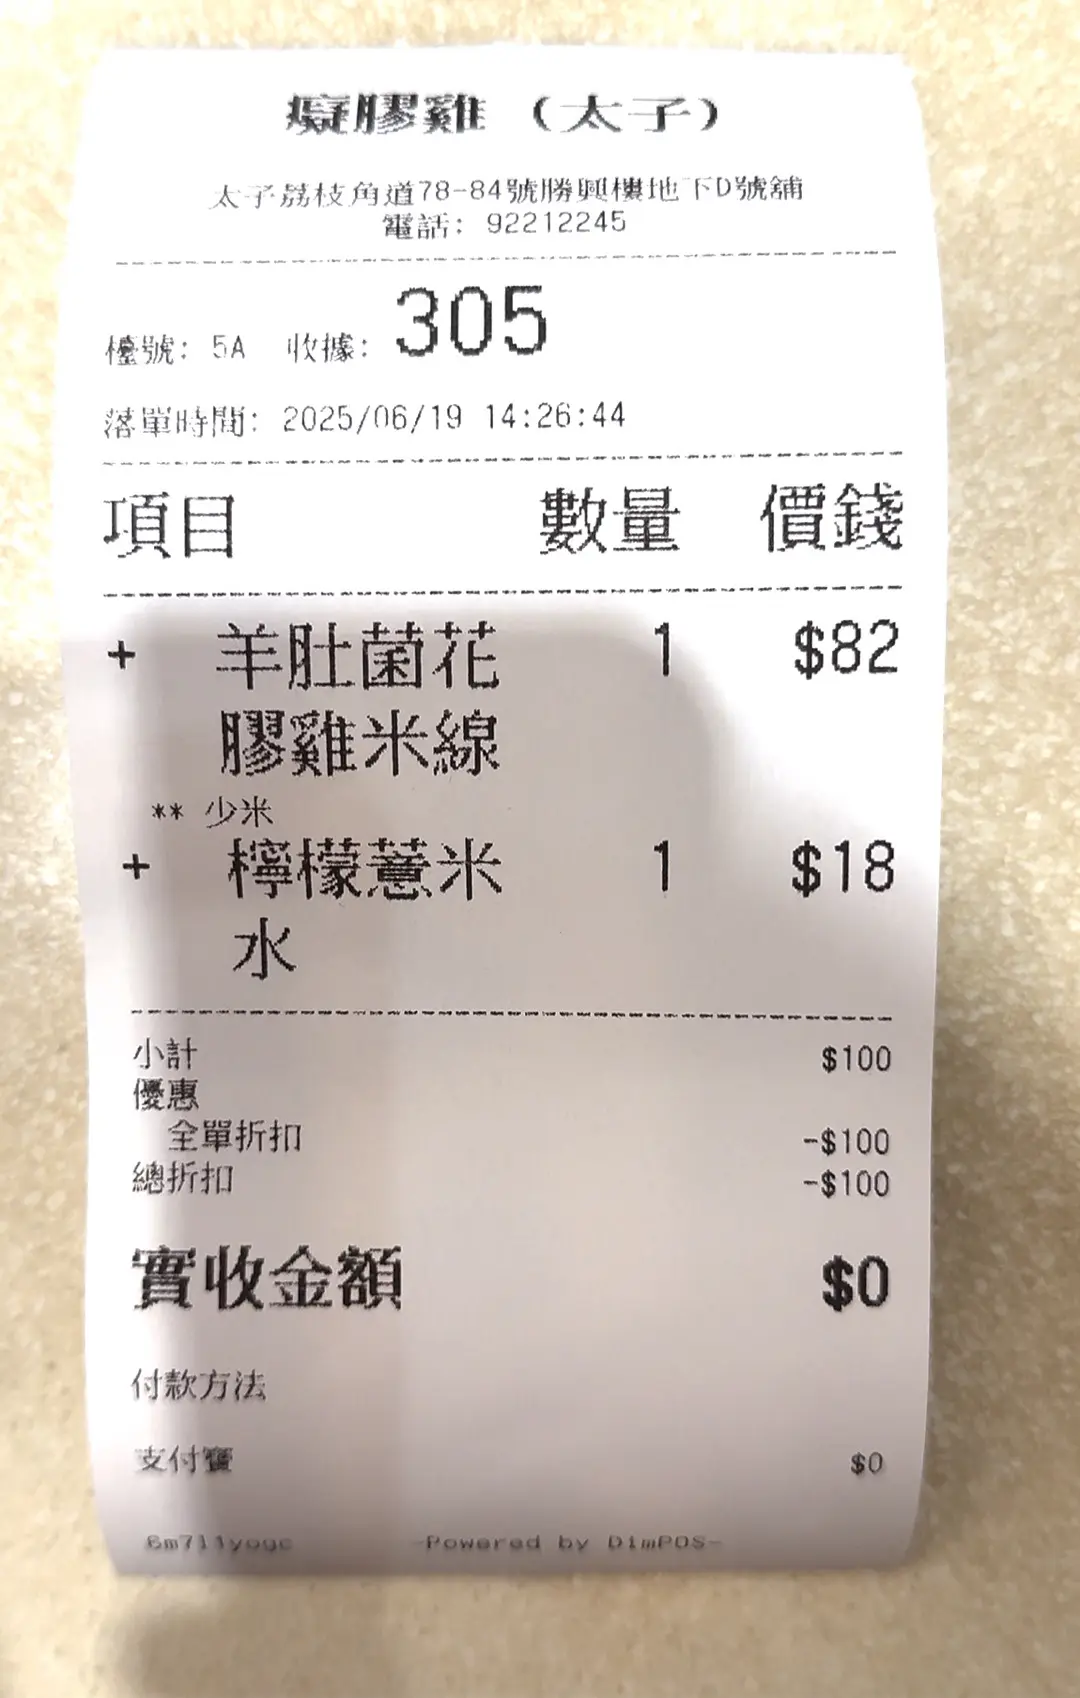 癡膠雞（太子）
太子荔枝角道78-84號勝興樓地下D號舖
電話: 92212245
檯號: 5A 收據: 305
落單時間: 2025/06/19 14:26:44
項目 數量 價錢
+ 羊肚菌花 1 $82
膠雞米線
** 少米
+ 檸檬薏米 1 $18
水
小計 $100
優惠
全單折扣 -$100
總折扣 -$100
實收金額 $0
付款方法
支付寶 $0
-Powered by DimPOS-